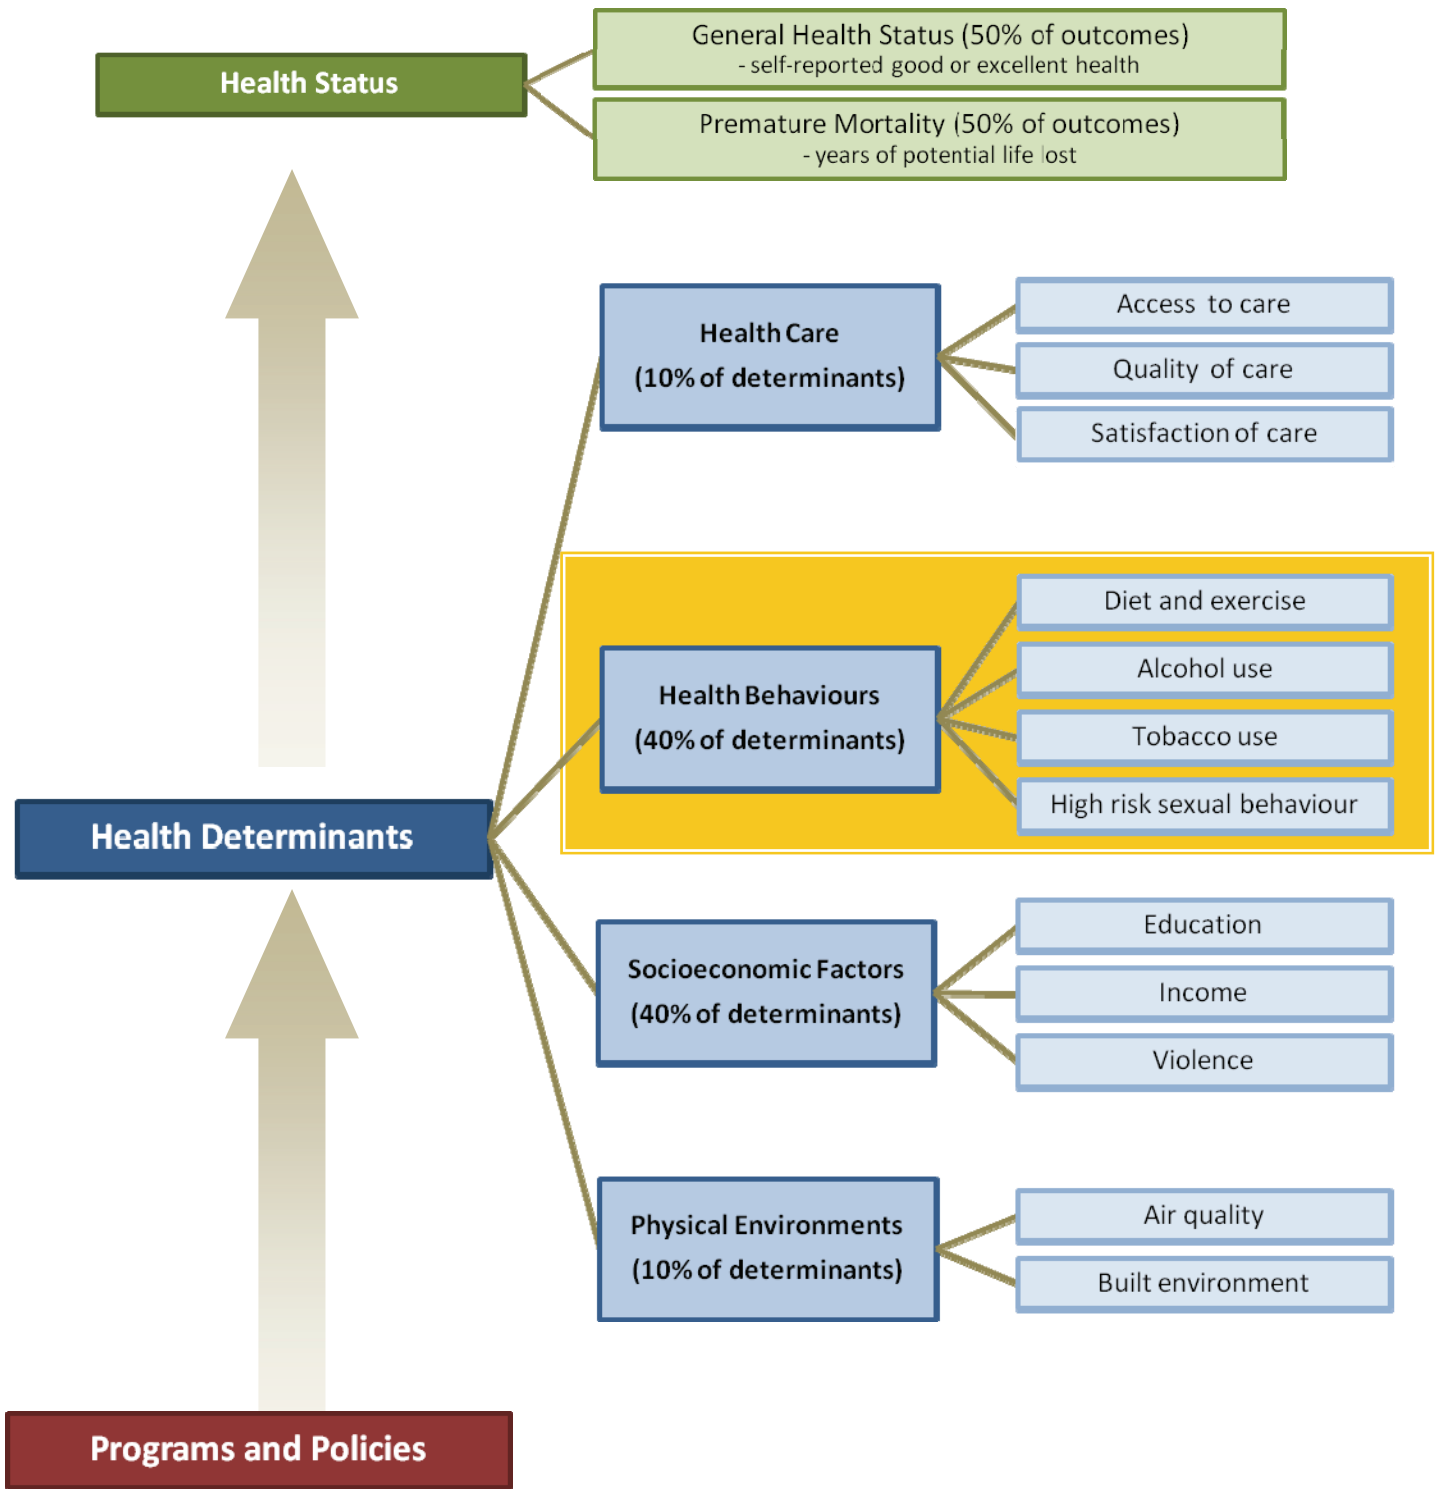 Health Status
General Health Status (50% of outcomes)
- self-reported good or excellent health
Premature Mortality (50% of outcomes)
- years of potential life lost
Health Care
(10% of determinants)
Access to care
Quality of care
Satisfaction of care
Health Behaviours
(40% of determinants)
Diet and exercise
Alcohol use
Tobacco use
High risk sexual behaviour
Health Determinants
Socioeconomic Factors
(40% of determinants)
Education
Income
Violence
Physical Environments
(10% of determinants)
Air quality
Built environment
Programs and Policies